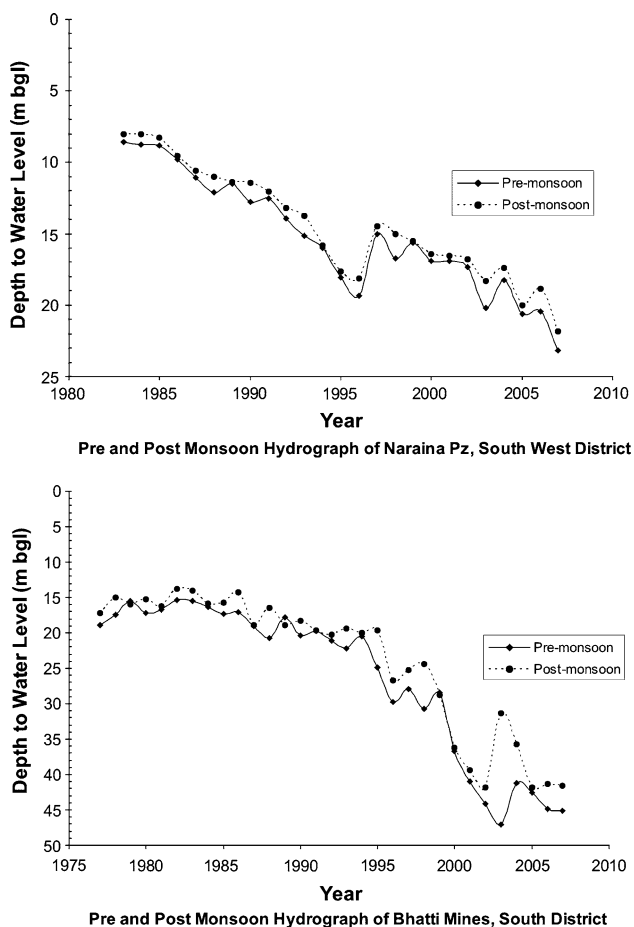 0
5
10
15
20
25
Depth to Water Level (m bgl)
Pre-monsoon
Post-monsoon
1980 1985 1990 1995 2000 2005 2010
Year
Pre and Post Monsoon Hydrograph of Naraina Pz, South West District
0
5
10
15
20
25
30
35
40
45
50
Depth to Water Level (m bgl)
Pre-monsoon
Post-monsoon
1975 1980 1985 1990 1995 2000 2005 2010
Year
Pre and Post Monsoon Hydrograph of Bhatti Mines, South District